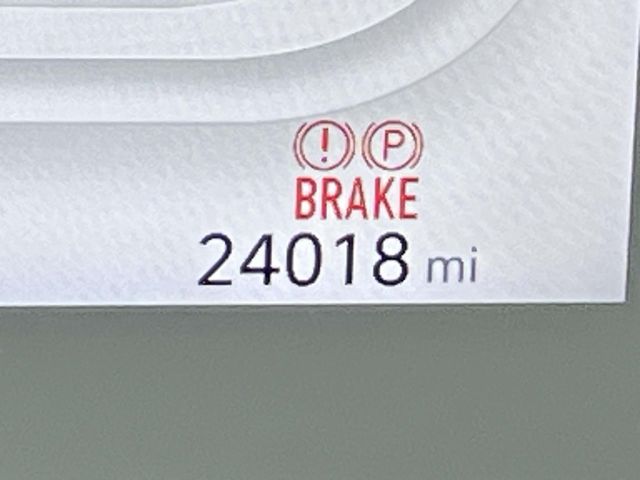 (!) (P)
BRAKE
24018 mi